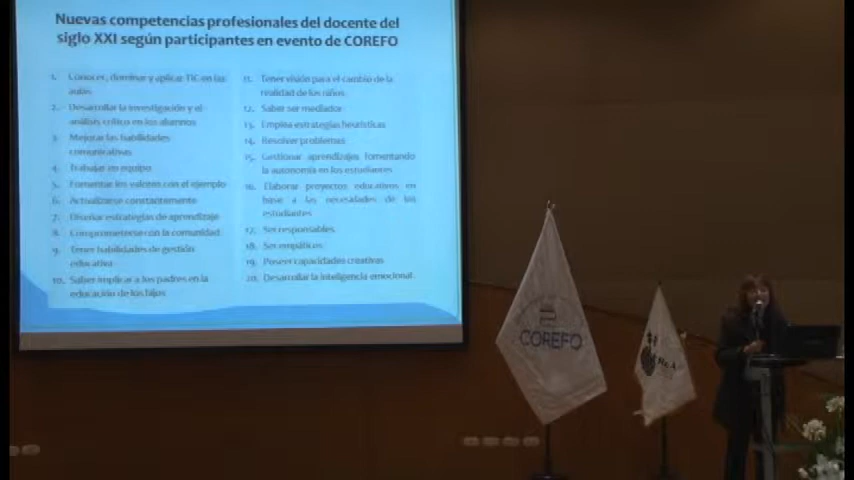 Nuevas competencias profesionales del docente del
siglo XXI según participantes en evento de COREFO
1. Conocer, dominar y aplicar TIC en las
aulas
2. Desarrollar la investigación y el
análisis crítico en los alumnos
3. Mejorar las habilidades
comunicativas
4. Trabajar en equipo
5. Fomentar los valores con el ejemplo
6. Actualizarse constantemente
7. Diseñar estrategias de aprendizaje
8. Comprometerse con la comunidad
9. Tener habilidades de gestión
educativa
10. Saber implicar a los padres en la
educación de los hijos
11. Tener visión para el cambio de la
realidad de los niños
12. Saber ser mediador
13. Emplea estrategias heurísticas
14. Resolver problemas
15. Gestionar aprendizajes fomentando
la autonomía en los estudiantes
16. Elaborar proyectos educativos en
base a las necesidades de los
estudiantes
17. Ser responsables
18. Ser empáticos
19. Poseer capacidades creativas
20. Desarrollar la inteligencia emocional
COREFO